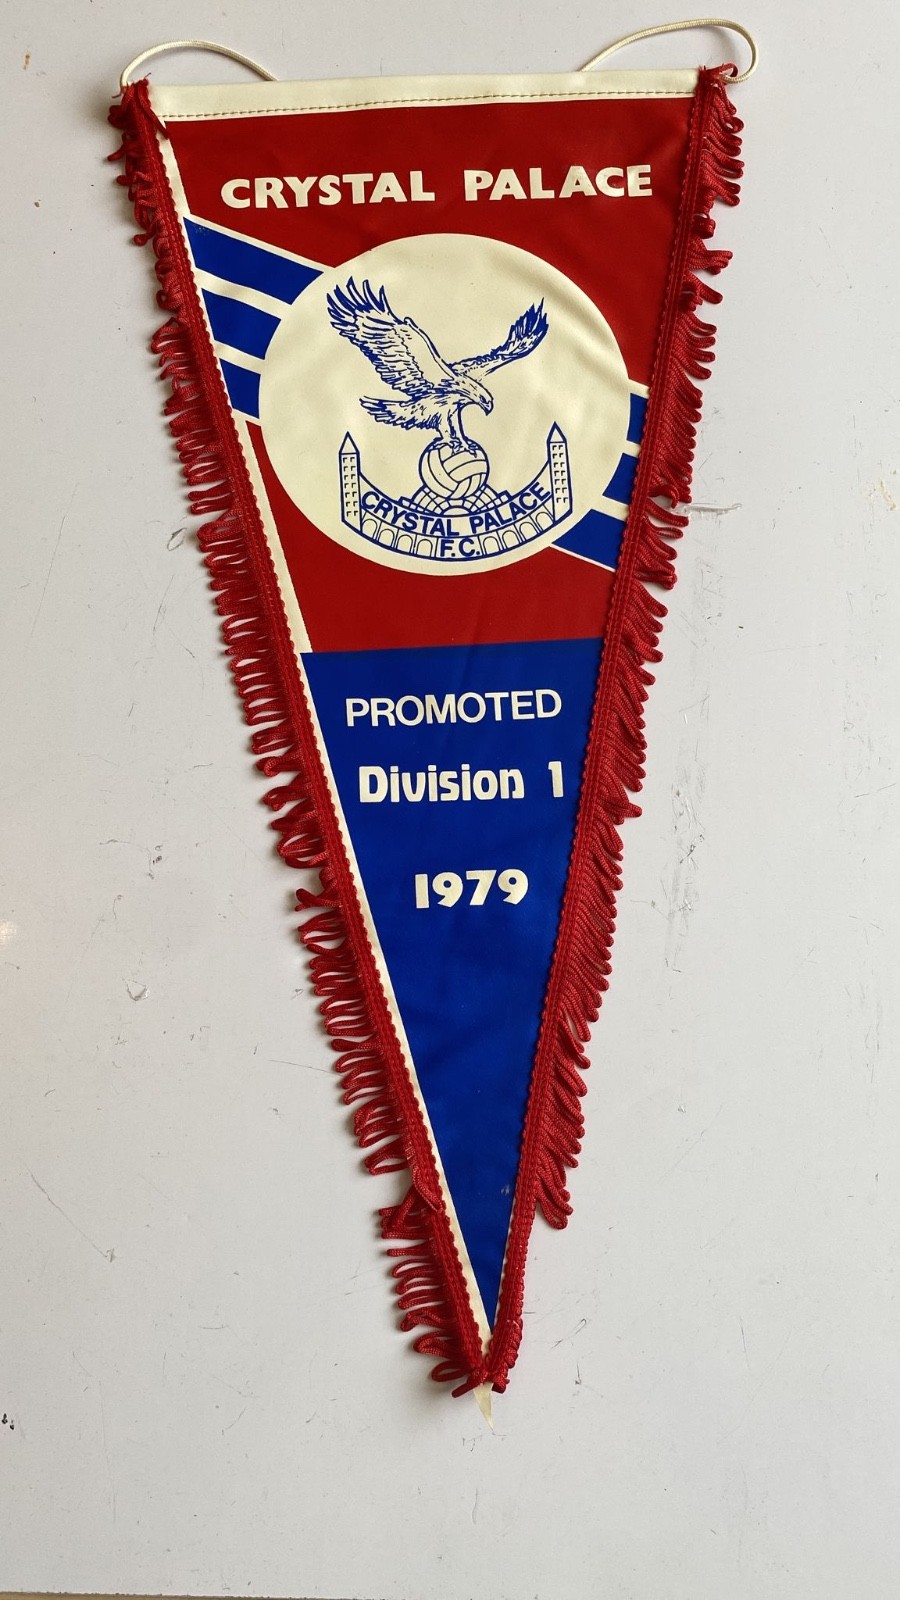 CRYSTAL PALACE
CRYSTAL PALACE
F.C.
PROMOTED
Division 1
1979